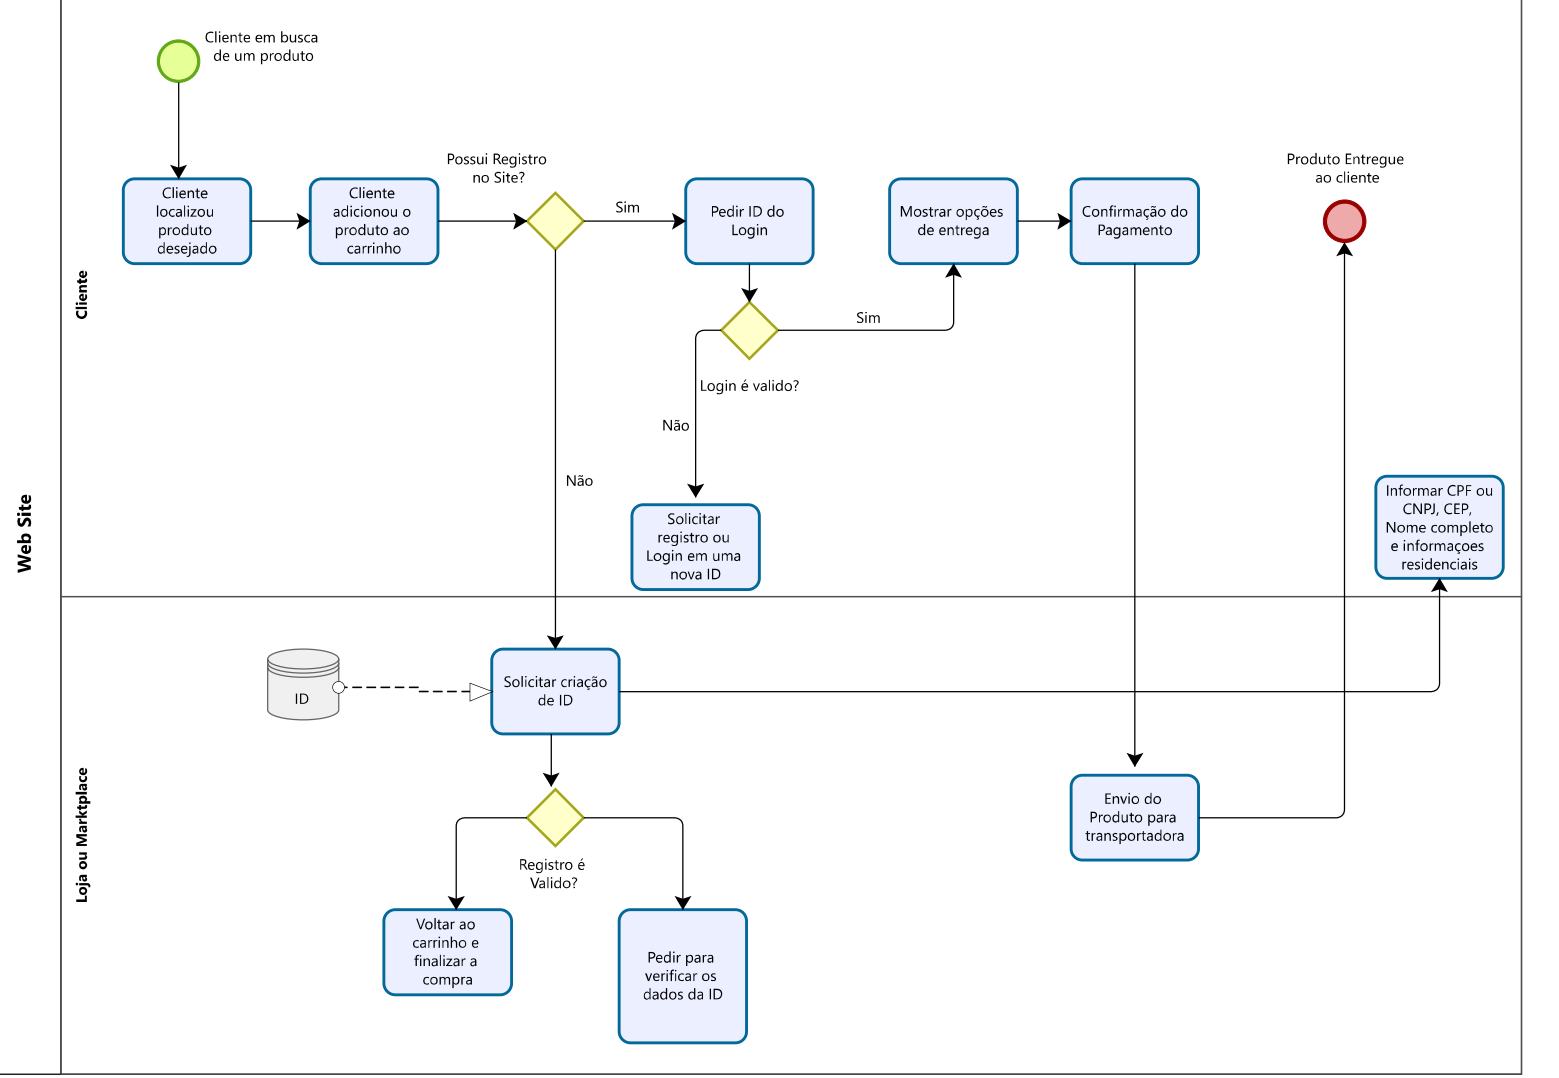 Web Site
Cliente
Cliente em busca
de um produto
Cliente
localizou
produto
desejado
Cliente
adicionou o
produto ao
carrinho
Possui Registro
no Site?
Sim
Pedir ID do
Login
Mostrar opções
de entrega
Confirmação do
Pagamento
Produto Entregue
ao cliente
Sim
Login é valido?
Não
Não
Solicitar
registro ou
Login em uma
nova ID
Informar CPF ou
CNPJ, CEP,
Nome completo
e informaçoes
residenciais
Loja ou Marktplace
ID
Solicitar criação
de ID
Registro é
Valido?
Envio do
Produto para
transportadora
Voltar ao
carrinho e
finalizar a
compra
Pedir para
verificar os
dados da ID